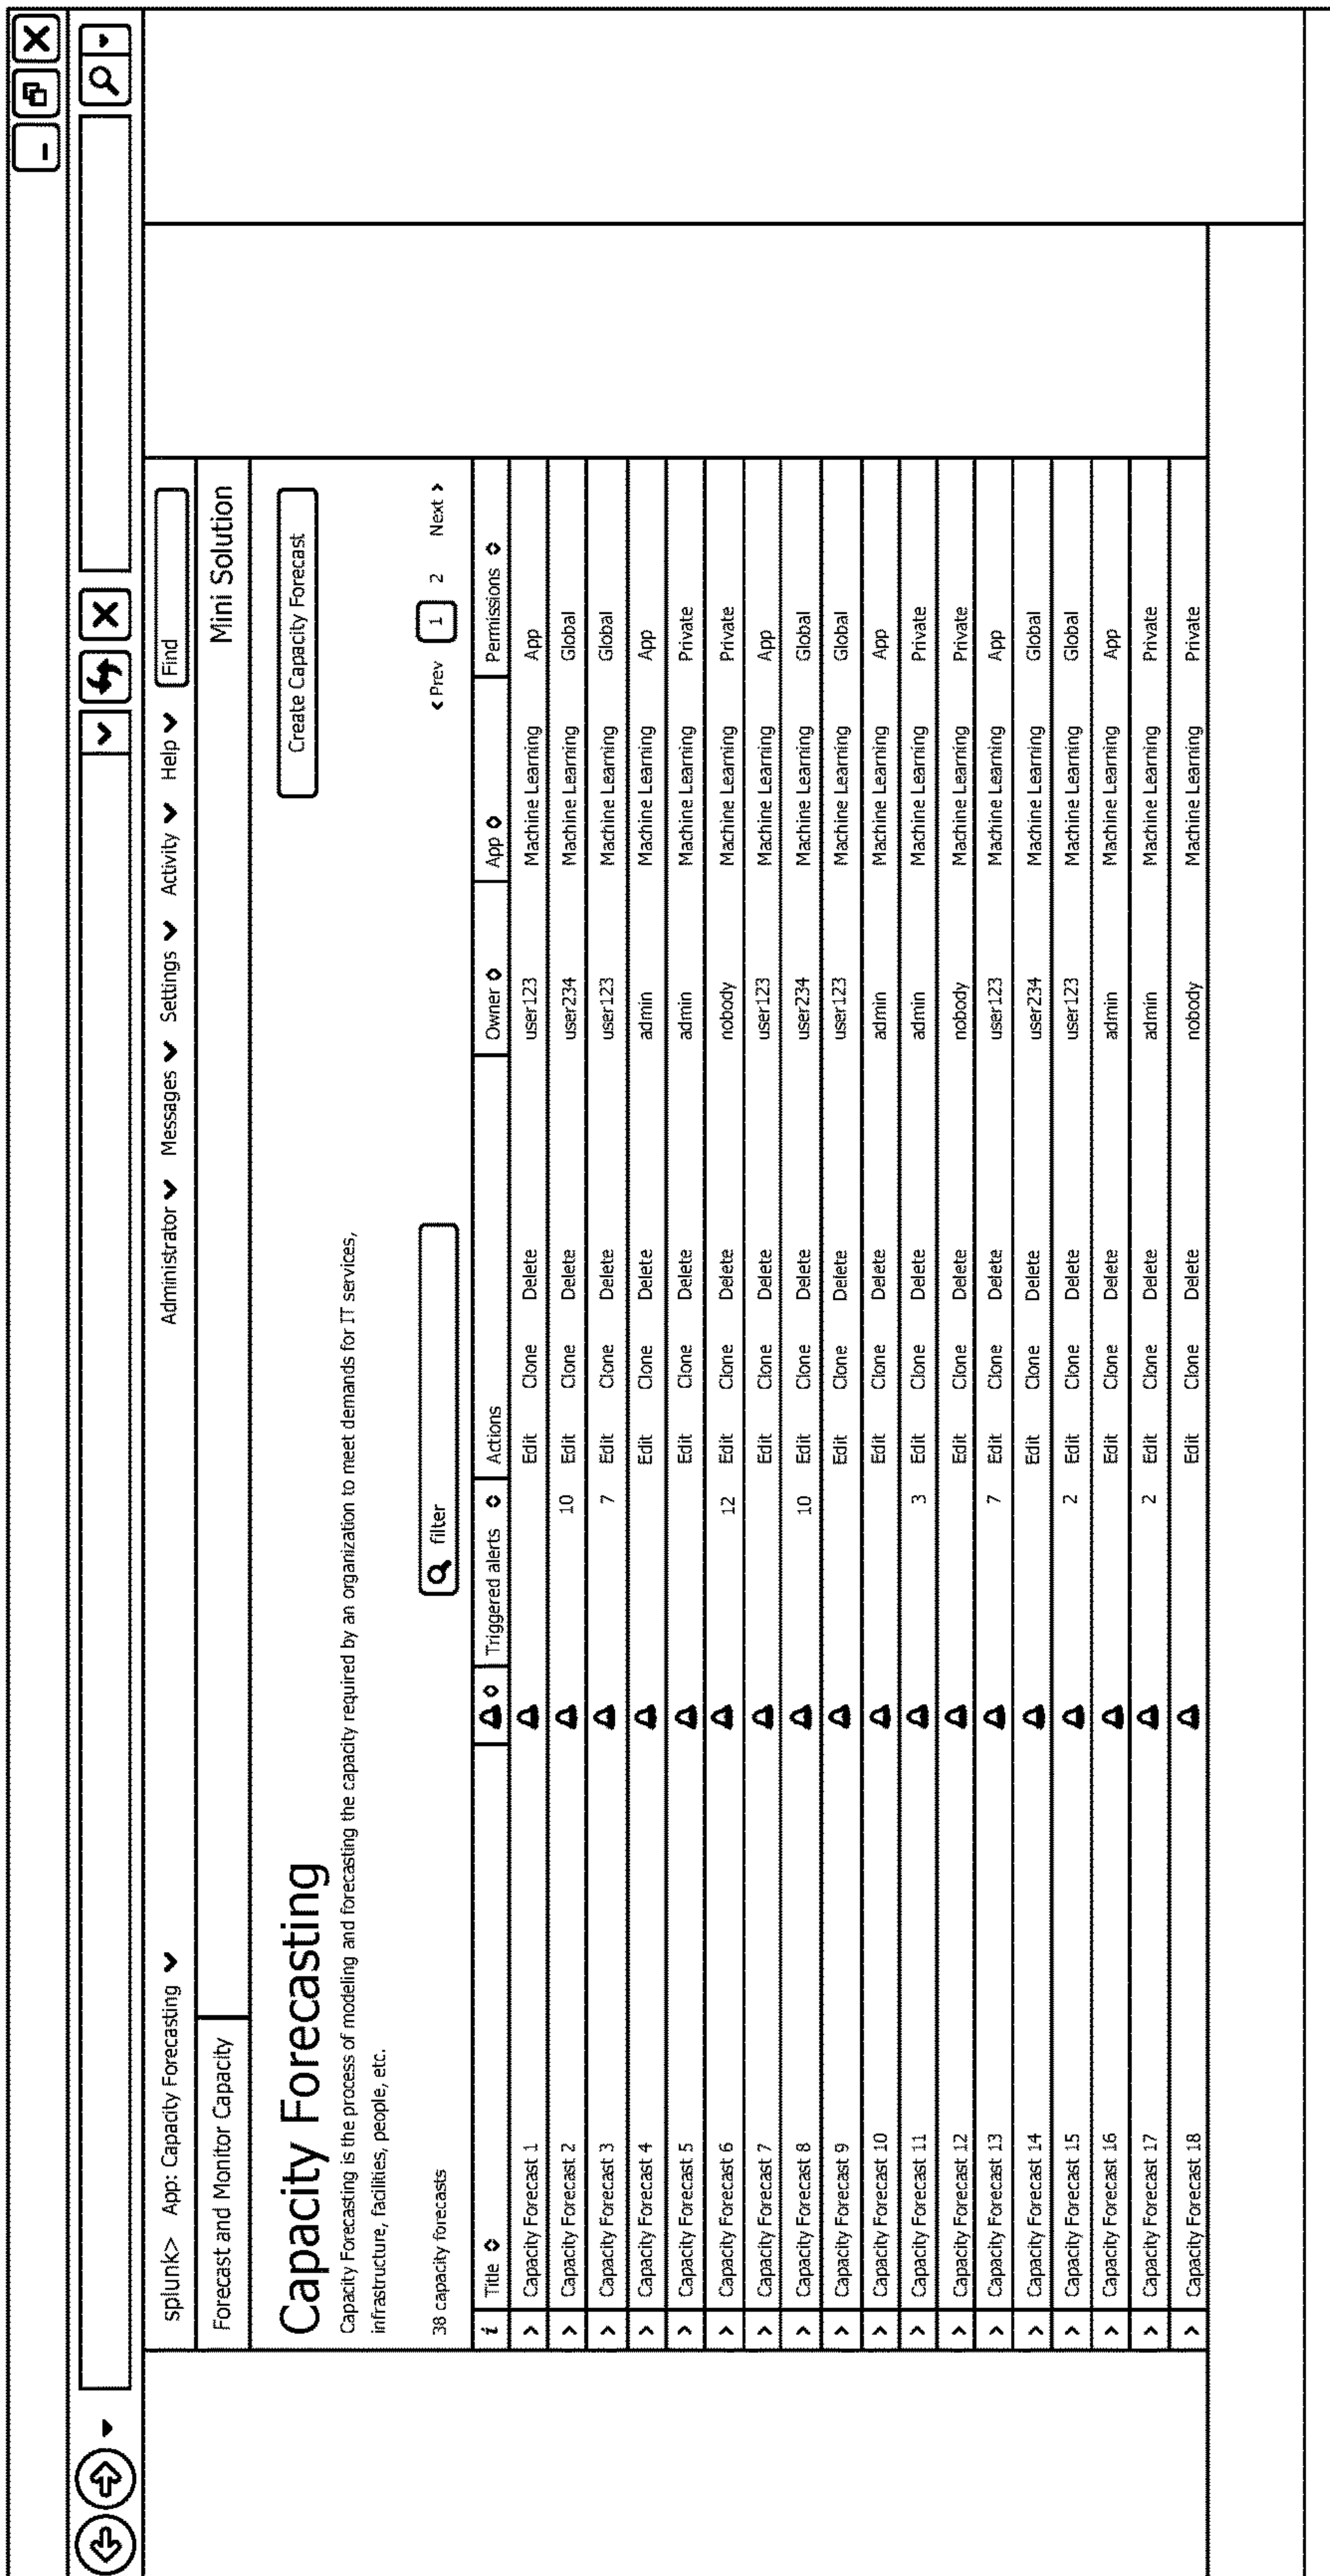 splunk> App: Capacity Forecasting Administrator Messages Settings Activity Help Find
Forecast and Monitor Capacity Mini Solution
Capacity Forecasting Create Capacity Forecast
Capacity Forecasting is the process of modeling and forecasting the capacity required by an organization to meet demands for IT services,
infrastructure, facilities, people, etc.
38 capacity forecasts filter < Prev 1 2 Next >
i Title Triggered alerts Actions Owner App Permissions
> Capacity Forecast 1 Edit Clone Delete user123 Machine Learning App
> Capacity Forecast 2 10 Edit Clone Delete user234 Machine Learning Global
> Capacity Forecast 3 7 Edit Clone Delete user123 Machine Learning Global
> Capacity Forecast 4 Edit Clone Delete admin Machine Learning App
> Capacity Forecast 5 Edit Clone Delete admin Machine Learning Private
> Capacity Forecast 6 12 Edit Clone Delete nobody Machine Learning Private
> Capacity Forecast 7 Edit Clone Delete user123 Machine Learning App
> Capacity Forecast 8 10 Edit Clone Delete user234 Machine Learning Global
> Capacity Forecast 9 Edit Clone Delete user123 Machine Learning Global
> Capacity Forecast 10 Edit Clone Delete admin Machine Learning App
> Capacity Forecast 11 3 Edit Clone Delete admin Machine Learning Private
> Capacity Forecast 12 Edit Clone Delete nobody Machine Learning Private
> Capacity Forecast 13 7 Edit Clone Delete user123 Machine Learning App
> Capacity Forecast 14 Edit Clone Delete user234 Machine Learning Global
> Capacity Forecast 15 2 Edit Clone Delete user123 Machine Learning Global
> Capacity Forecast 16 Edit Clone Delete admin Machine Learning App
> Capacity Forecast 17 2 Edit Clone Delete admin Machine Learning Private
> Capacity Forecast 18 Edit Clone Delete nobody Machine Learning Private